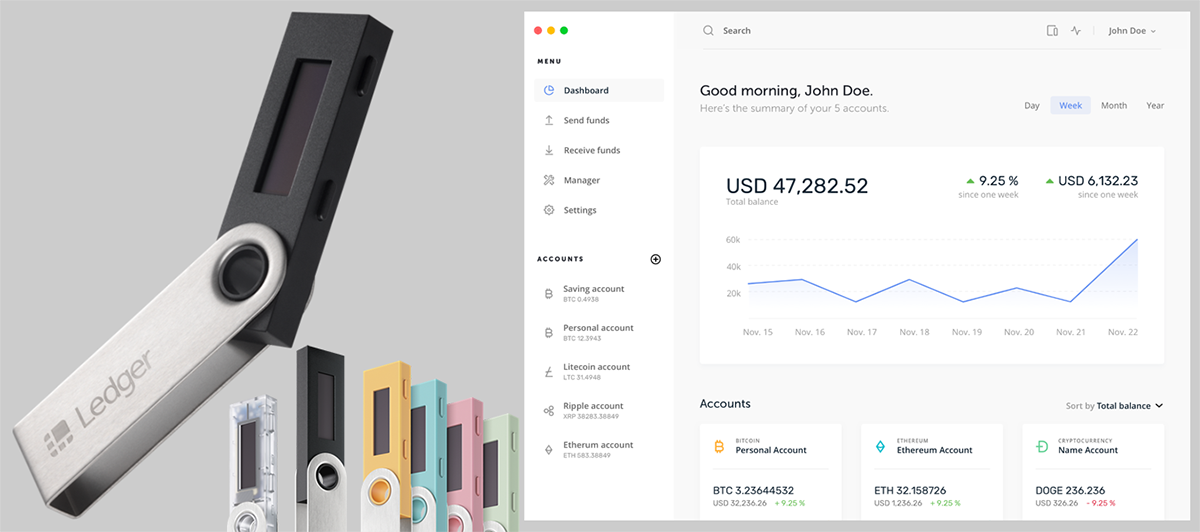 Ledger
MENU
Dashboard
Send funds
Receive funds
Manager
Settings
ACCOUNTS
Saving account
BTC 0.4938
Personal account
BTC 12.3943
Litecoin account
LTC 31.4948
Ripple account
XRP 38283.38849
Etherum account
ETH 583.38849
Search
John Doe
Good morning, John Doe.
Here's the summary of your 5 accounts.
Day Week Month Year
USD 47,282.52
Total balance
9.25 %
since one week
USD 6,132.23
since one week
60k
40k
20k
Nov. 15 Nov. 16 Nov. 17 Nov. 18 Nov. 19 Nov. 20 Nov. 21 Nov. 22
Accounts
Sort by Total balance
BITCOIN
Personal Account
BTC 3.23644532
USD 32,236.26 + 9.25 %
ETHEREUM
Ethereum Account
ETH 32.158726
USD 1,236.26 + 9.25 %
CRYPTOCURRENCY
Name Account
DOGE 236.236
USD 326.26 - 9.25 %